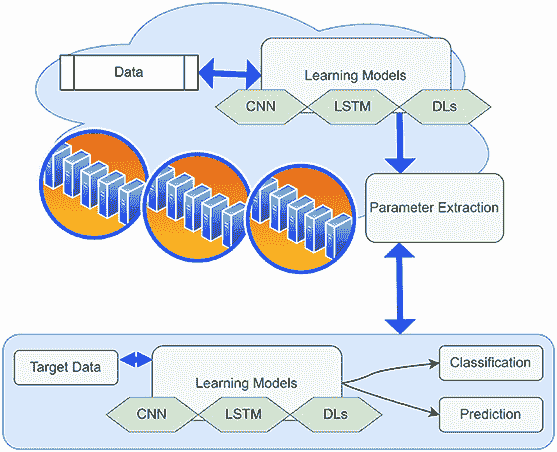 Data
Learning Models
CNN
LSTM
DLs
Parameter Extraction
Target Data
Learning Models
CNN
LSTM
DLs
Classification
Prediction